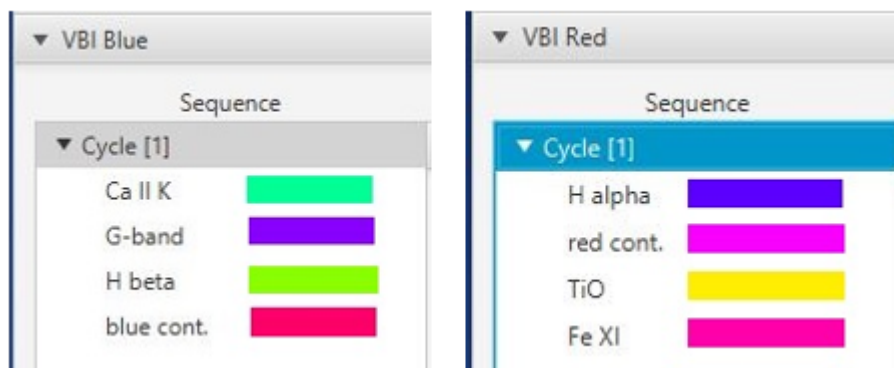 VBI Blue
Sequence
Cycle [1]
Ca II K
G-band
H beta
blue cont.
VBI Red
Sequence
Cycle [1]
H alpha
red cont.
TiO
Fe XI